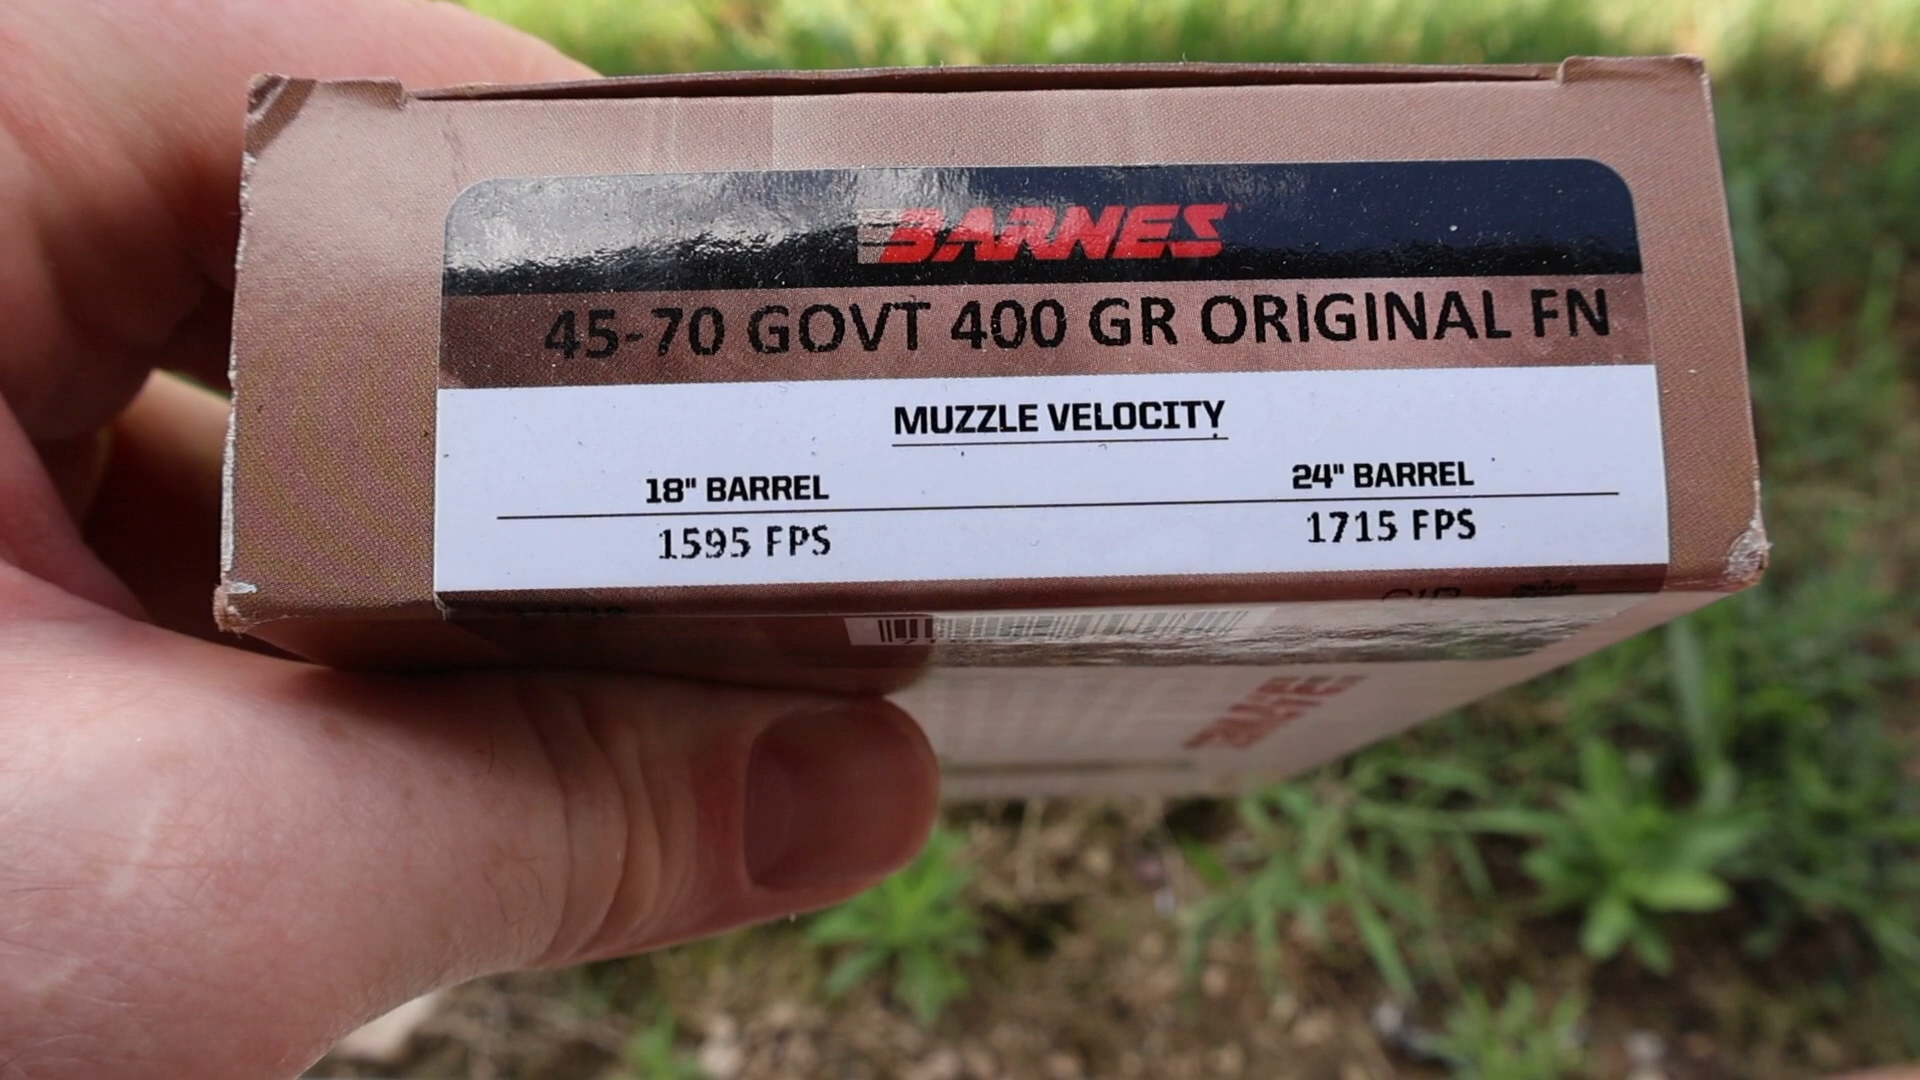 BARNES
45-70 GOVT 400 GR ORIGINAL FN
MUZZLE VELOCITY
18" BARREL 24" BARREL
1595 FPS 1715 FPS